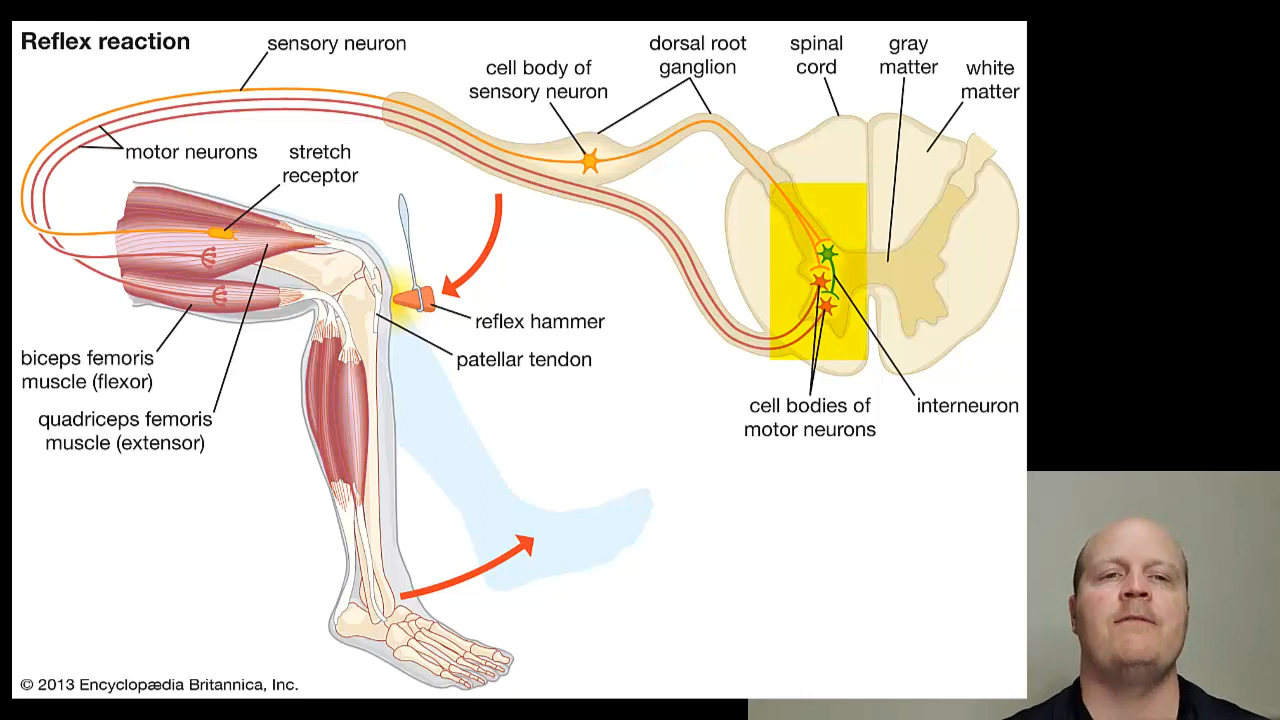 Reflex reaction
sensory neuron
cell body of
sensory neuron
dorsal root
ganglion
spinal
cord
gray
matter
white
matter
motor neurons
stretch
receptor
reflex hammer
patellar tendon
biceps femoris
muscle (flexor)
quadriceps femoris
muscle (extensor)
cell bodies of
motor neurons
interneuron
© 2013 Encyclopædia Britannica, Inc.